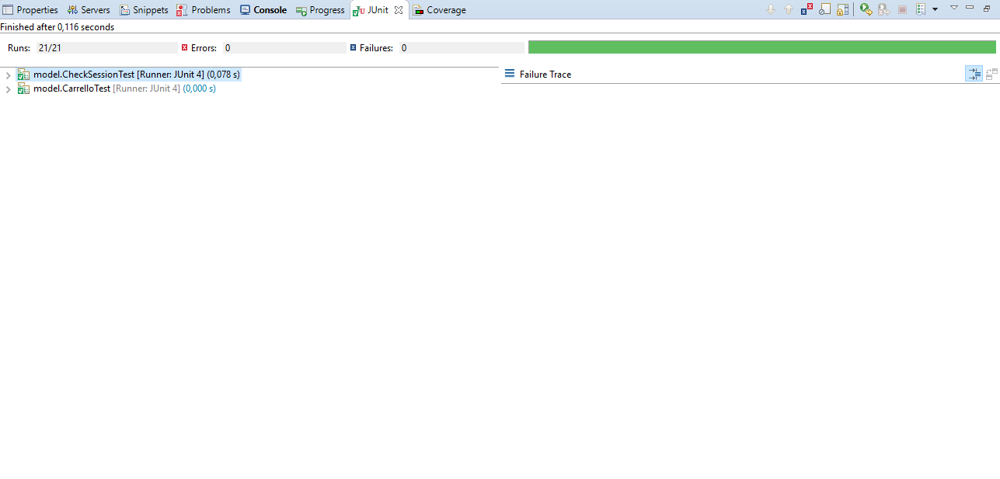 Properties Servers Snippets Problems Console Progress JUnit Coverage
Finished after 0,116 seconds
Runs: 21/21 Errors: 0 Failures: 0
model.CheckSessionTest [Runner: JUnit 4] (0,078 s)
Failure Trace
model.CarrelloTest [Runner: JUnit 4] (0,000 s)